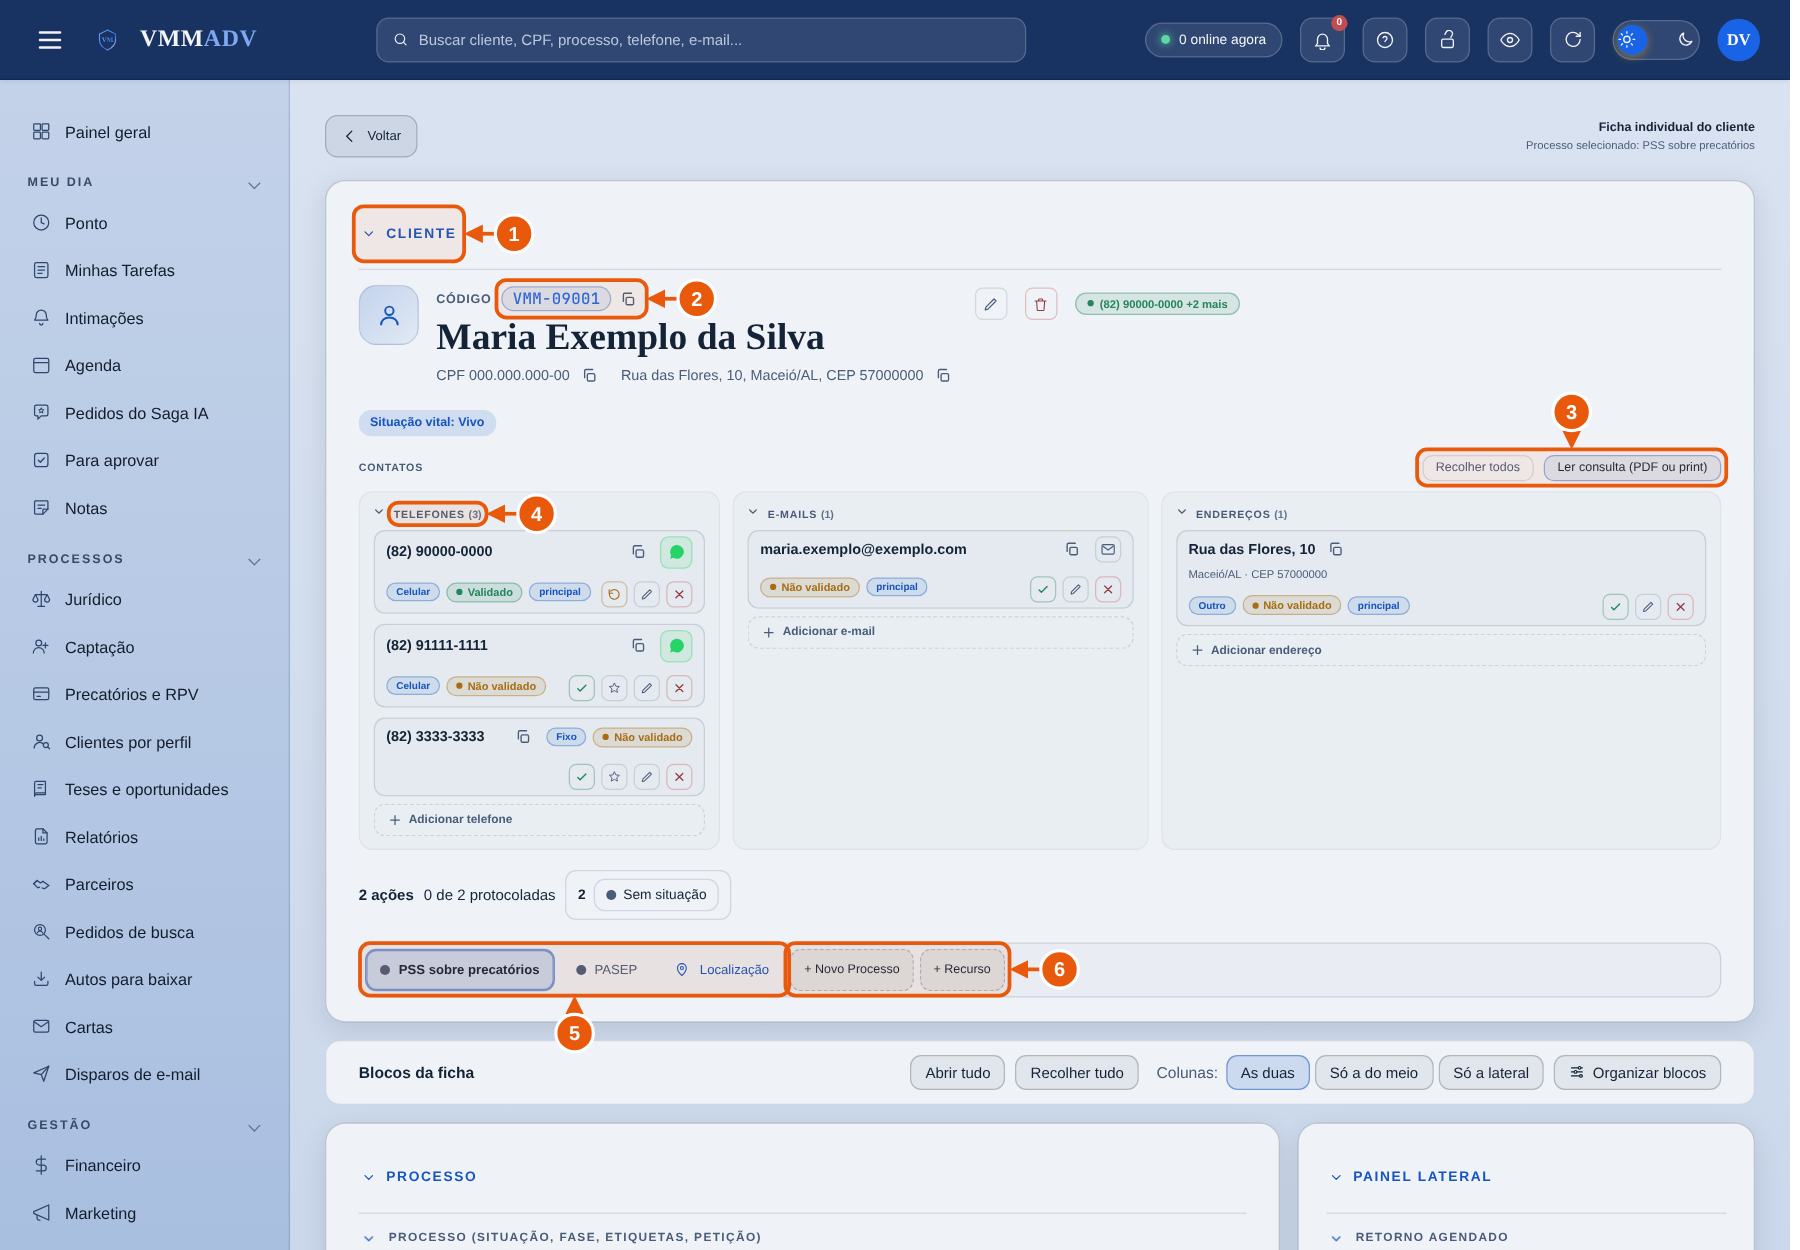 VMMADV
Buscar cliente, CPF, processo, telefone, e-mail...
0 online agora
0
DV
Painel geral
MEU DIA
Ponto
Minhas Tarefas
Intimações
Agenda
Pedidos do Saga IA
Para aprovar
Notas
PROCESSOS
Jurídico
Captação
Precatórios e RPV
Clientes por perfil
Teses e oportunidades
Relatórios
Parceiros
Pedidos de busca
Autos para baixar
Cartas
Disparos de e-mail
GESTÃO
Financeiro
Marketing
Voltar
Ficha individual do cliente
Processo selecionado: PSS sobre precatórios
CLIENTE
1
CÓDIGO VMM-09001
2
Maria Exemplo da Silva
(82) 90000-0000 +2 mais
CPF 000.000.000-00 Rua das Flores, 10, Maceió/AL, CEP 57000000
Situação vital: Vivo
3
CONTATOS
Recolher todos Ler consulta (PDF ou print)
TELEFONES (3)
4
(82) 90000-0000
Celular Validado principal
(82) 91111-1111
Celular Não validado
(82) 3333-3333 Fixo Não validado
+ Adicionar telefone
E-MAILS (1)
maria.exemplo@exemplo.com
Não validado principal
+ Adicionar e-mail
ENDEREÇOS (1)
Rua das Flores, 10
Maceió/AL · CEP 57000000
Outro Não validado principal
+ Adicionar endereço
2 ações 0 de 2 protocoladas 2 Sem situação
PSS sobre precatórios PASEP Localização + Novo Processo + Recurso
6
5
Blocos da ficha
Abrir tudo Recolher tudo Colunas: As duas Só a do meio Só a lateral Organizar blocos
PROCESSO
PROCESSO (SITUAÇÃO, FASE, ETIQUETAS, PETIÇÃO)
PAINEL LATERAL
RETORNO AGENDADO